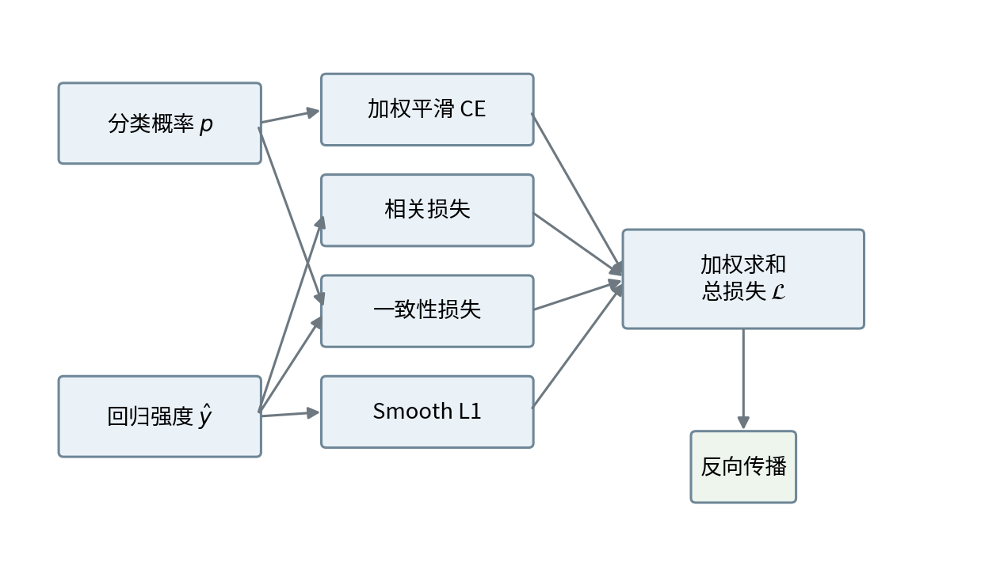 分类概率 p
加权平滑 CE
相关损失
一致性损失
回归强度 ŷ
Smooth L1
加权求和
总损失 ℒ
反向传播